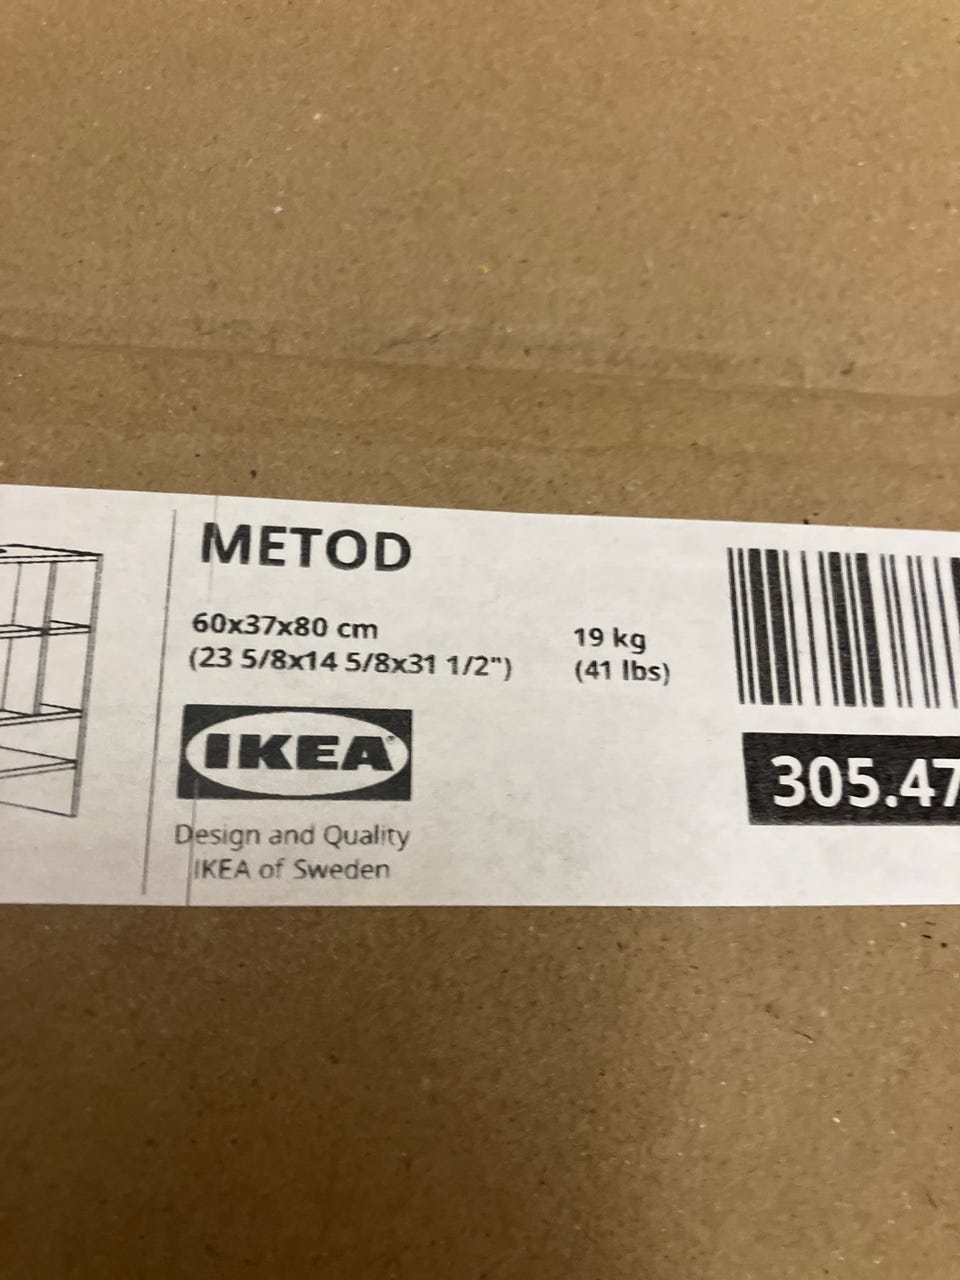 METOD
60x37x80 cm
(23 5/8x14 5/8x31 1/2")
19 kg
(41 lbs)
IKEA®
Design and Quality
IKEA of Sweden
305.47